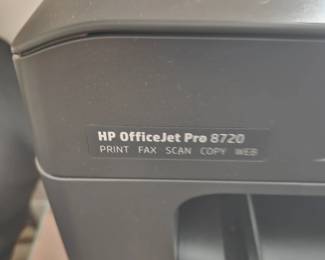 HP OfficeJet Pro 8720
PRINT FAX SCAN COPY WEB